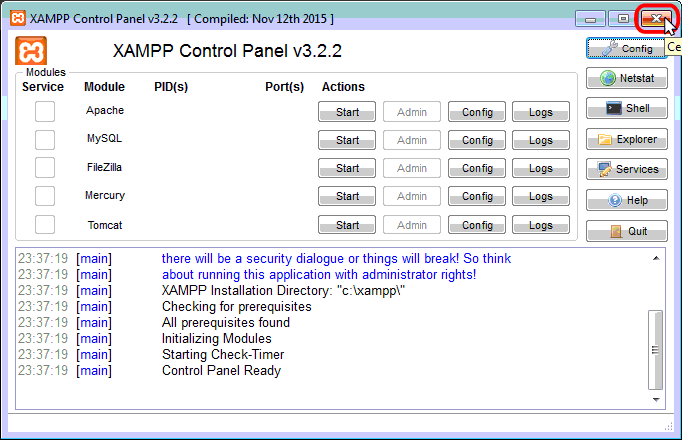 XAMPP Control Panel v3.2.2 [ Compiled: Nov 12th 2015 ]
XAMPP Control Panel v3.2.2
Config
Ce
Modules
Service Module PID(s) Port(s) Actions
Netstat
Apache Start Admin Config Logs
Shell
MySQL Start Admin Config Logs
Explorer
FileZilla Start Admin Config Logs
Services
Mercury Start Admin Config Logs
Help
Tomcat Start Admin Config Logs
Quit
23:37:19 [main] there will be a security dialogue or things will break! So think
23:37:19 [main] about running this application with administrator rights!
23:37:19 [main] XAMPP Installation Directory: "c:\xampp\"
23:37:19 [main] Checking for prerequisites
23:37:19 [main] All prerequisites found
23:37:19 [main] Initializing Modules
23:37:19 [main] Starting Check-Timer
23:37:19 [main] Control Panel Ready